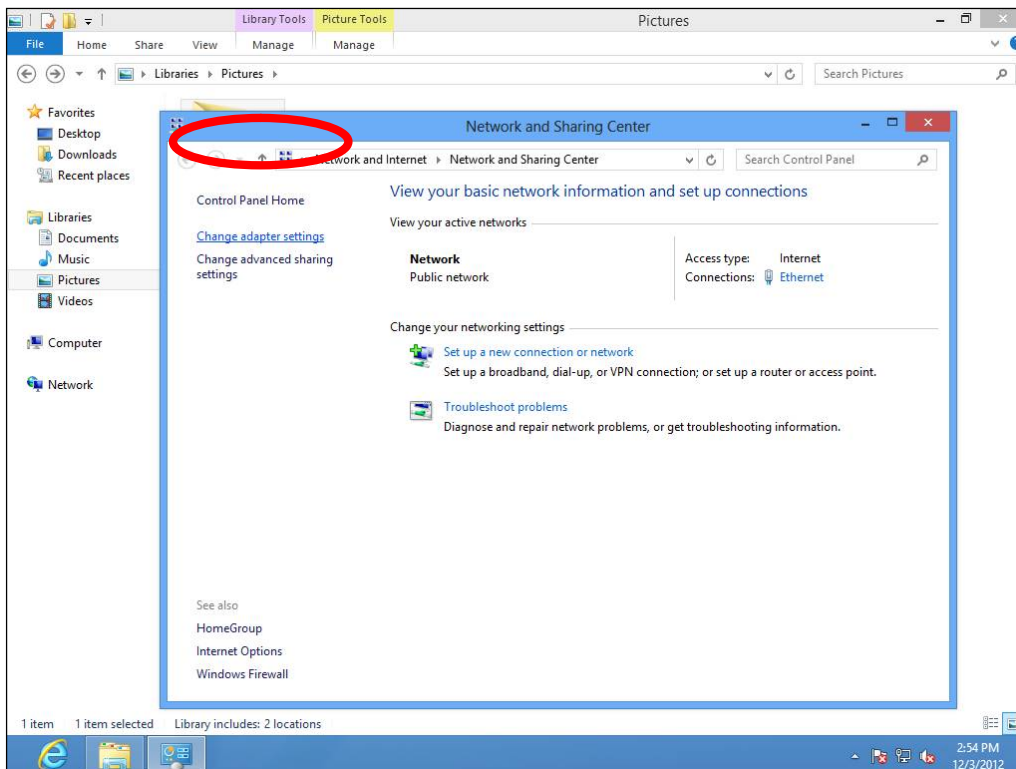 Library Tools Picture Tools Pictures
File Home Share View Manage Manage
Libraries Pictures Search Pictures
Favorites
Desktop
Downloads
Recent places
Libraries
Documents
Music
Pictures
Videos
Computer
Network
Network and Sharing Center
Network and Internet Network and Sharing Center Search Control Panel
Control Panel Home
Change adapter settings
Change advanced sharing
settings
View your basic network information and set up connections
View your active networks
Network
Public network
Access type: Internet
Connections: Ethernet
Change your networking settings
Set up a new connection or network
Set up a broadband, dial-up, or VPN connection; or set up a router or access point.
Troubleshoot problems
Diagnose and repair network problems, or get troubleshooting information.
See also
HomeGroup
Internet Options
Windows Firewall
1 item 1 item selected Library includes: 2 locations
2:54 PM
12/3/2012